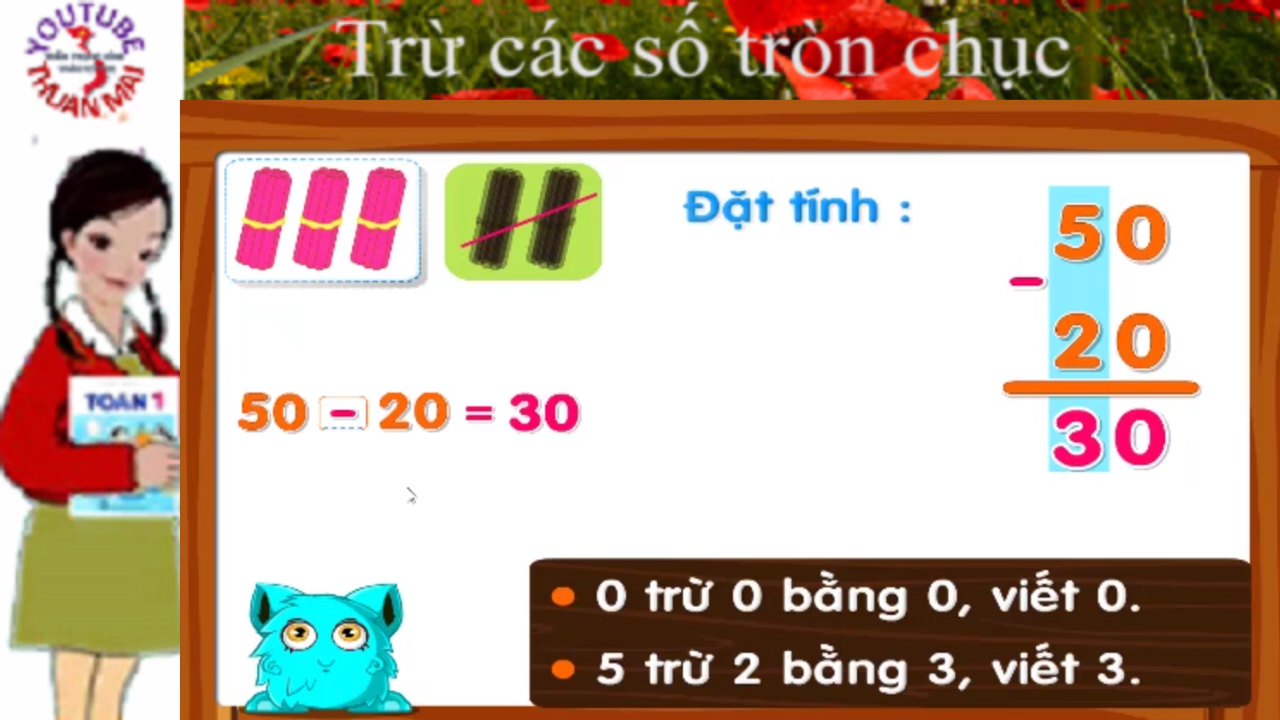 YOUTUBE
THUAN MAI
Trừ các số tròn chục
TOÁN 1
Đặt tính :
50
-
20
30
50 - 20 = 30
• 0 trừ 0 bằng 0, viết 0.
• 5 trừ 2 bằng 3, viết 3.